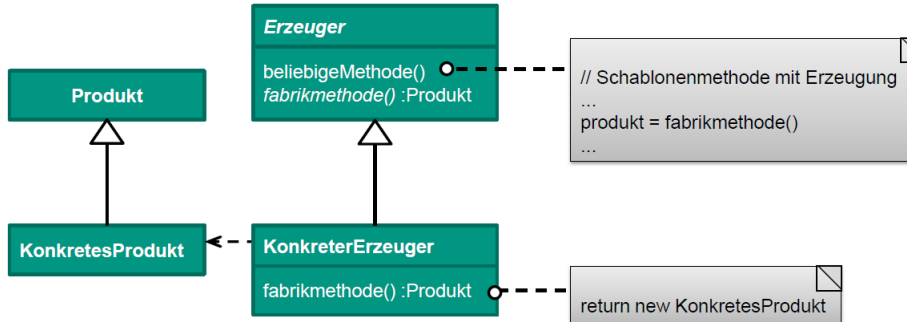 Erzeuger
beliebigeMethode()
fabrikmethode() :Produkt
// Schablonenmethode mit Erzeugung
...
produkt = fabrikmethode()
...
Produkt
KonkretesProdukt
KonkreterErzeuger
fabrikmethode() :Produkt
return new KonkretesProdukt